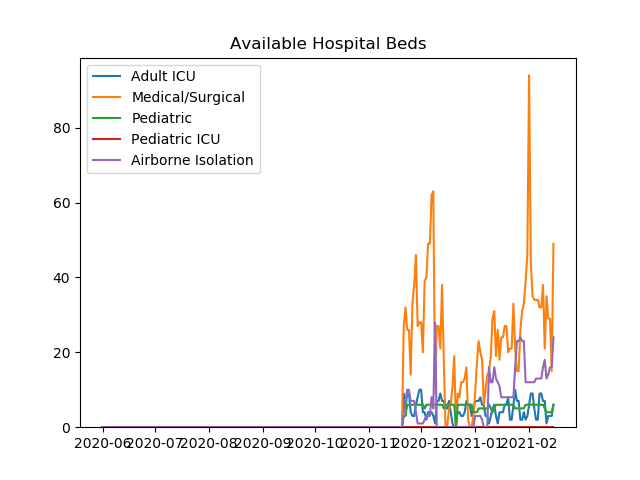 Available Hospital Beds
Adult ICU
Medical/Surgical
Pediatric
Pediatric ICU
Airborne Isolation
80
60
40
20
0
2020-06 2020-07 2020-08 2020-09 2020-10 2020-11 2020-12 2021-01 2021-02